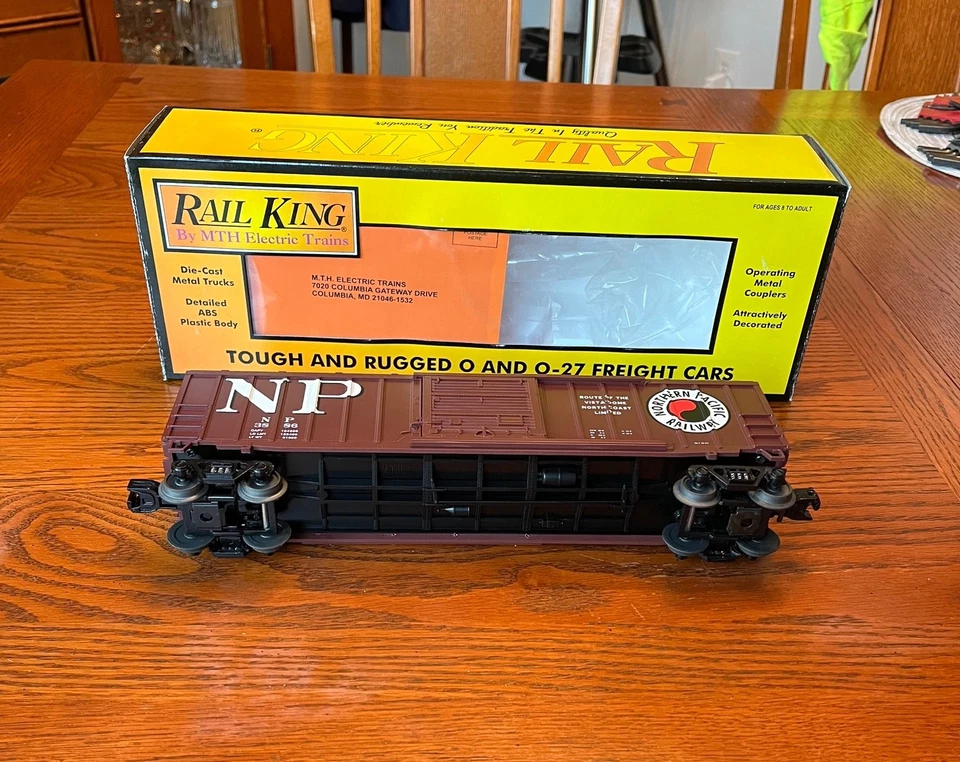 RAIL KING®
Quality In The Tradition You Remember
RAIL KING®
By MTH Electric Trains
FOR AGES 8 TO ADULT
Die-Cast
Metal Trucks
Detailed
ABS
Plastic Body
POSTAGE
HERE
M.T.H. ELECTRIC TRAINS
7020 COLUMBIA GATEWAY DRIVE
COLUMBIA, MD 21046-1532
Operating
Metal
Couplers
Attractively
Decorated
TOUGH AND RUGGED O AND O-27 FREIGHT CARS
NP
N P
3886
ROUTE OF THE
VISTA-DOME
NORTH COAST
LIMITED
NORTHERN PACIFIC
RAILWAY